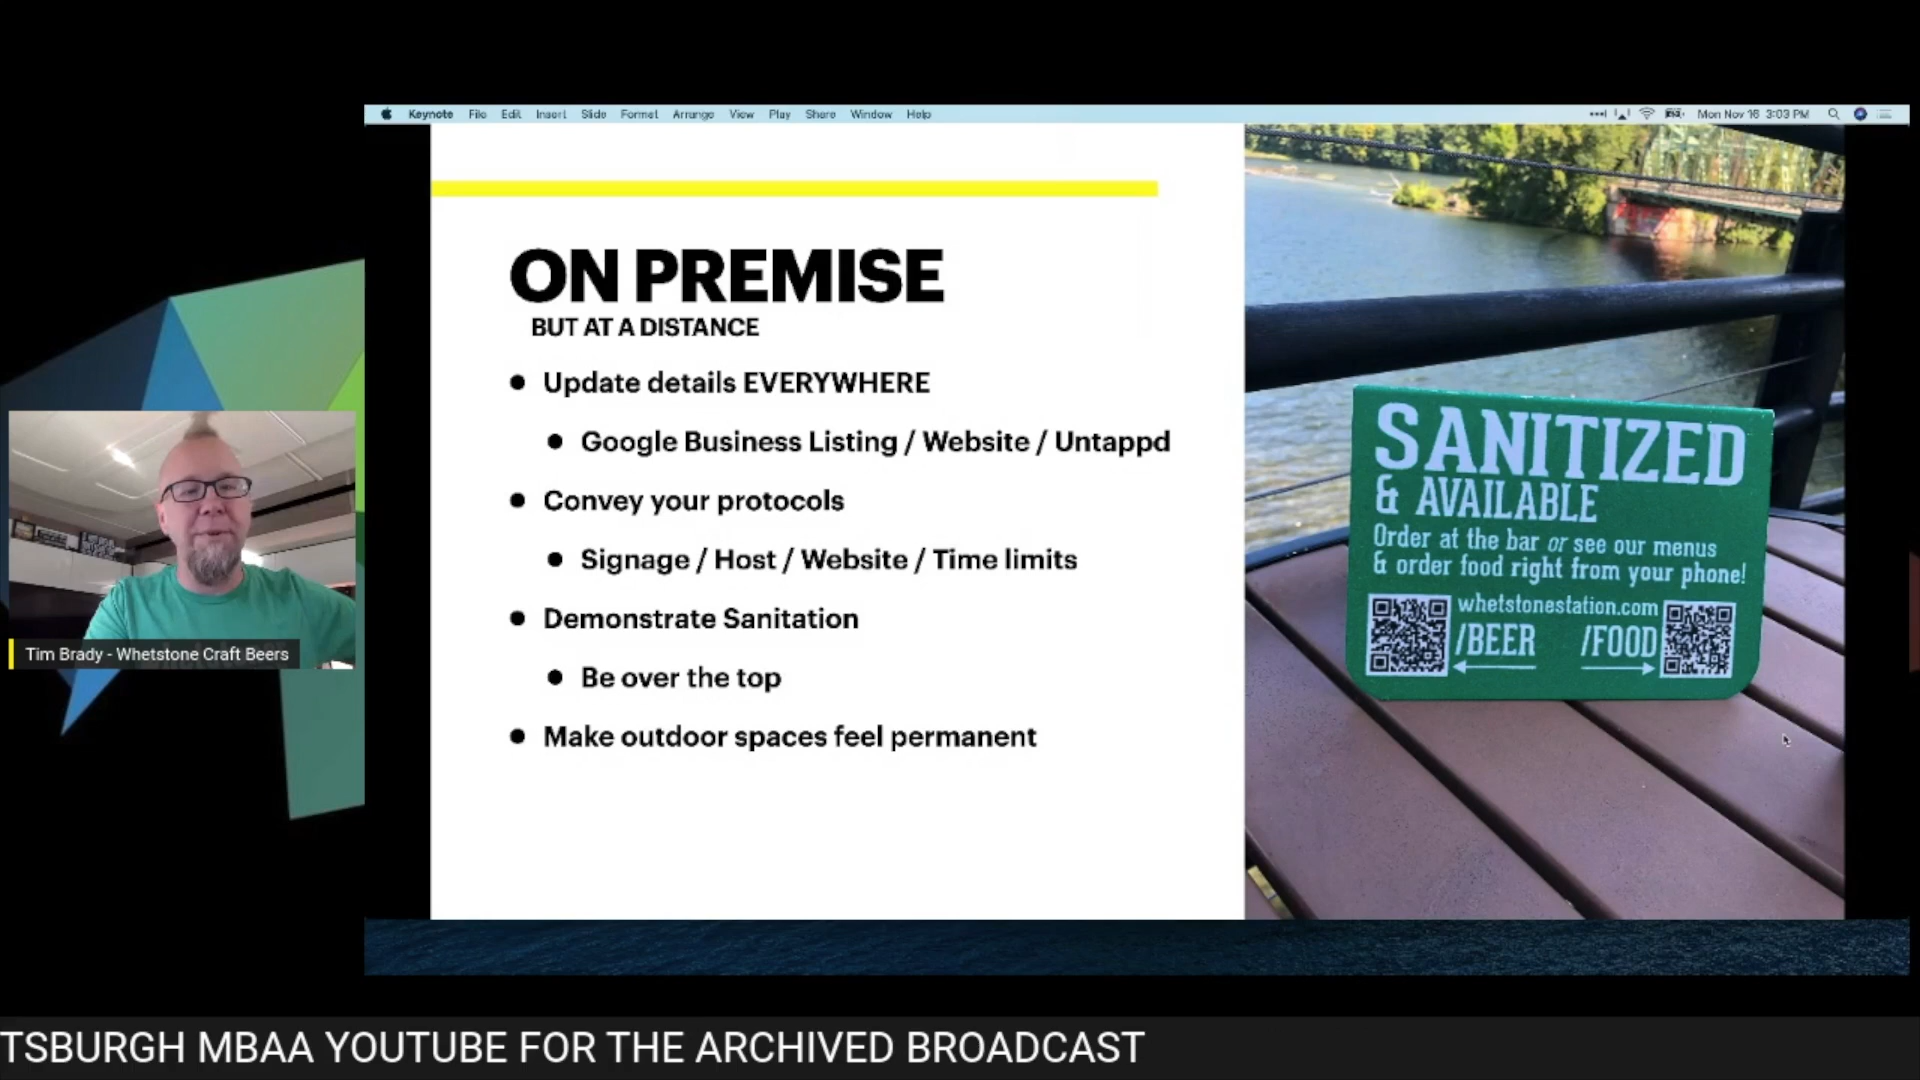 Keynote File Edit Insert Slide Format Arrange View Play Share Window Help
Mon Nov 16 3:03 PM
ON PREMISE
BUT AT A DISTANCE
Update details EVERYWHERE
Google Business Listing / Website / Untappd
Convey your protocols
Signage / Host / Website / Time limits
Demonstrate Sanitation
Be over the top
Make outdoor spaces feel permanent
SANITIZED
& AVAILABLE
Order at the bar or see our menus
& order food right from your phone!
whetstonestation.com
/BEER /FOOD
Tim Brady - Whetstone Craft Beers
TSBURGH MBAA YOUTUBE FOR THE ARCHIVED BROADCAST